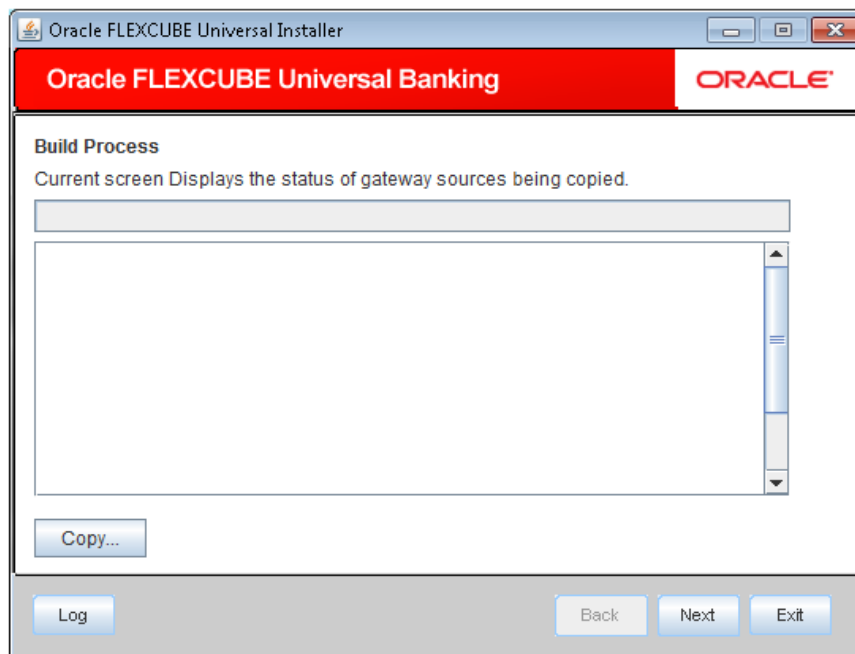 Oracle FLEXCUBE Universal Installer
Oracle FLEXCUBE Universal Banking
ORACLE
Build Process
Current screen Displays the status of gateway sources being copied.
Copy...
Log
Back
Next
Exit